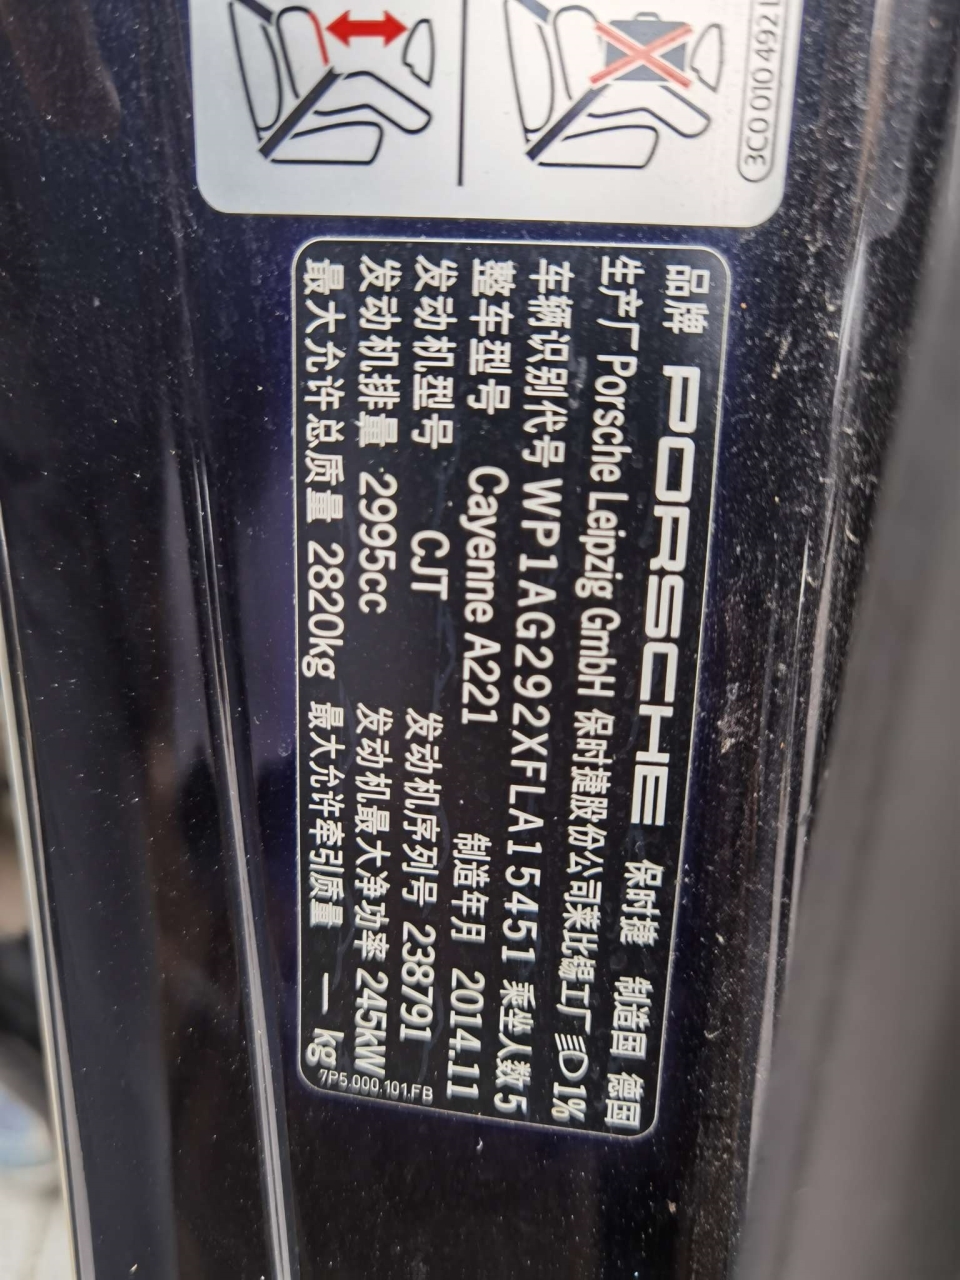 3C0 010 492
品牌 PORSCHE 保时捷 制造国 德国
生产厂 Porsche Leipzig GmbH 保时捷股份公司莱比锡工厂 1%
车辆识别代号 WP1AG292XFLA15451 乘坐人数 5
整车型号 Cayenne A221 制造年月 2014.11
发动机型号 CJT 发动机序列号 238791
发动机排量 2995cc 发动机最大净功率 245kW
最大允许总质量 2820kg 最大允许牵引质量 — kg
7P5.000.101.FB